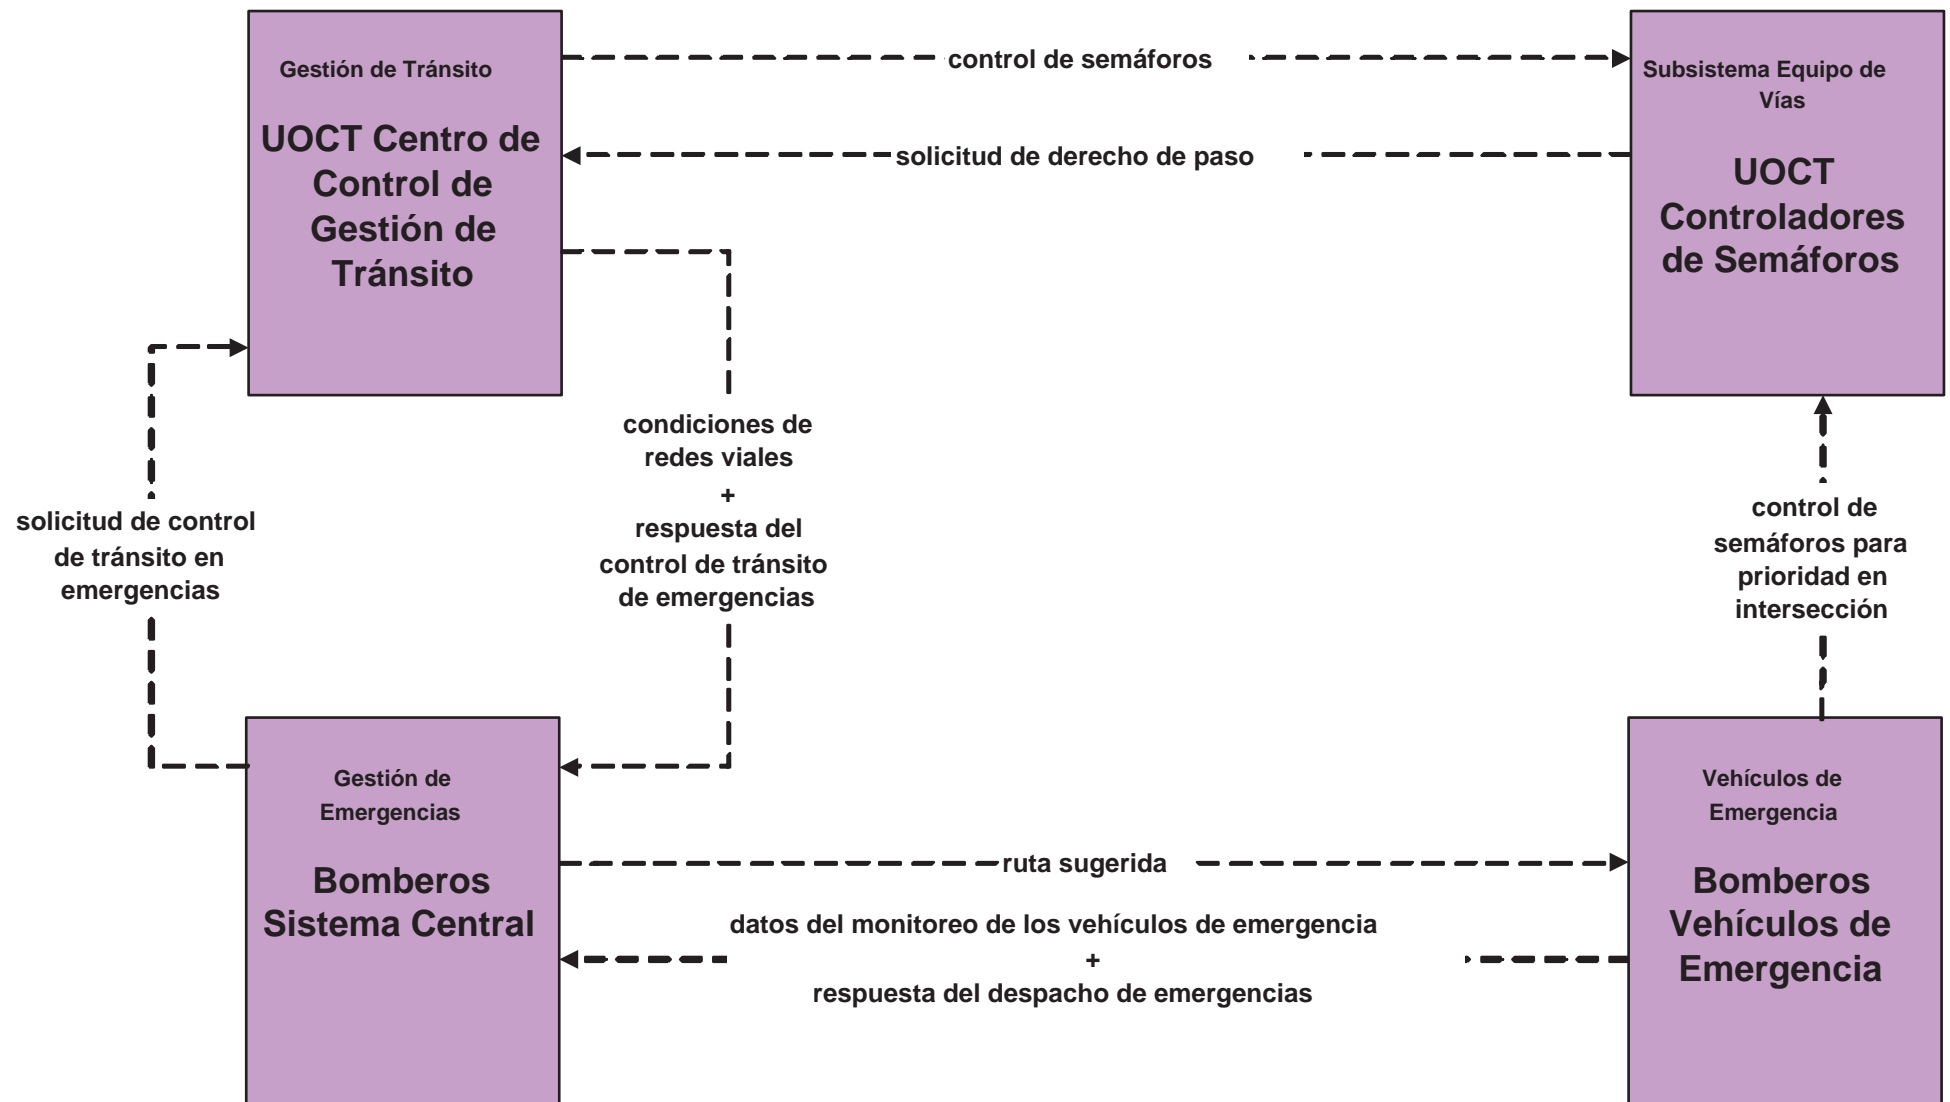 Gestión de Tránsito
UOCT Centro de
Control de
Gestión de
Tránsito
control de semáforos
solicitud de derecho de paso
Subsistema Equipo de
Vías
UOCT
Controladores
de Semáforos
condiciones de
redes viales
+
respuesta del
control de tránsito
de emergencias
solicitud de control
de tránsito en
emergencias
control de
semáforos para
prioridad en
intersección
Gestión de
Emergencias
Bomberos
Sistema Central
ruta sugerida
datos del monitoreo de los vehículos de emergencia
+
respuesta del despacho de emergencias
Vehículos de
Emergencia
Bomberos
Vehículos de
Emergencia